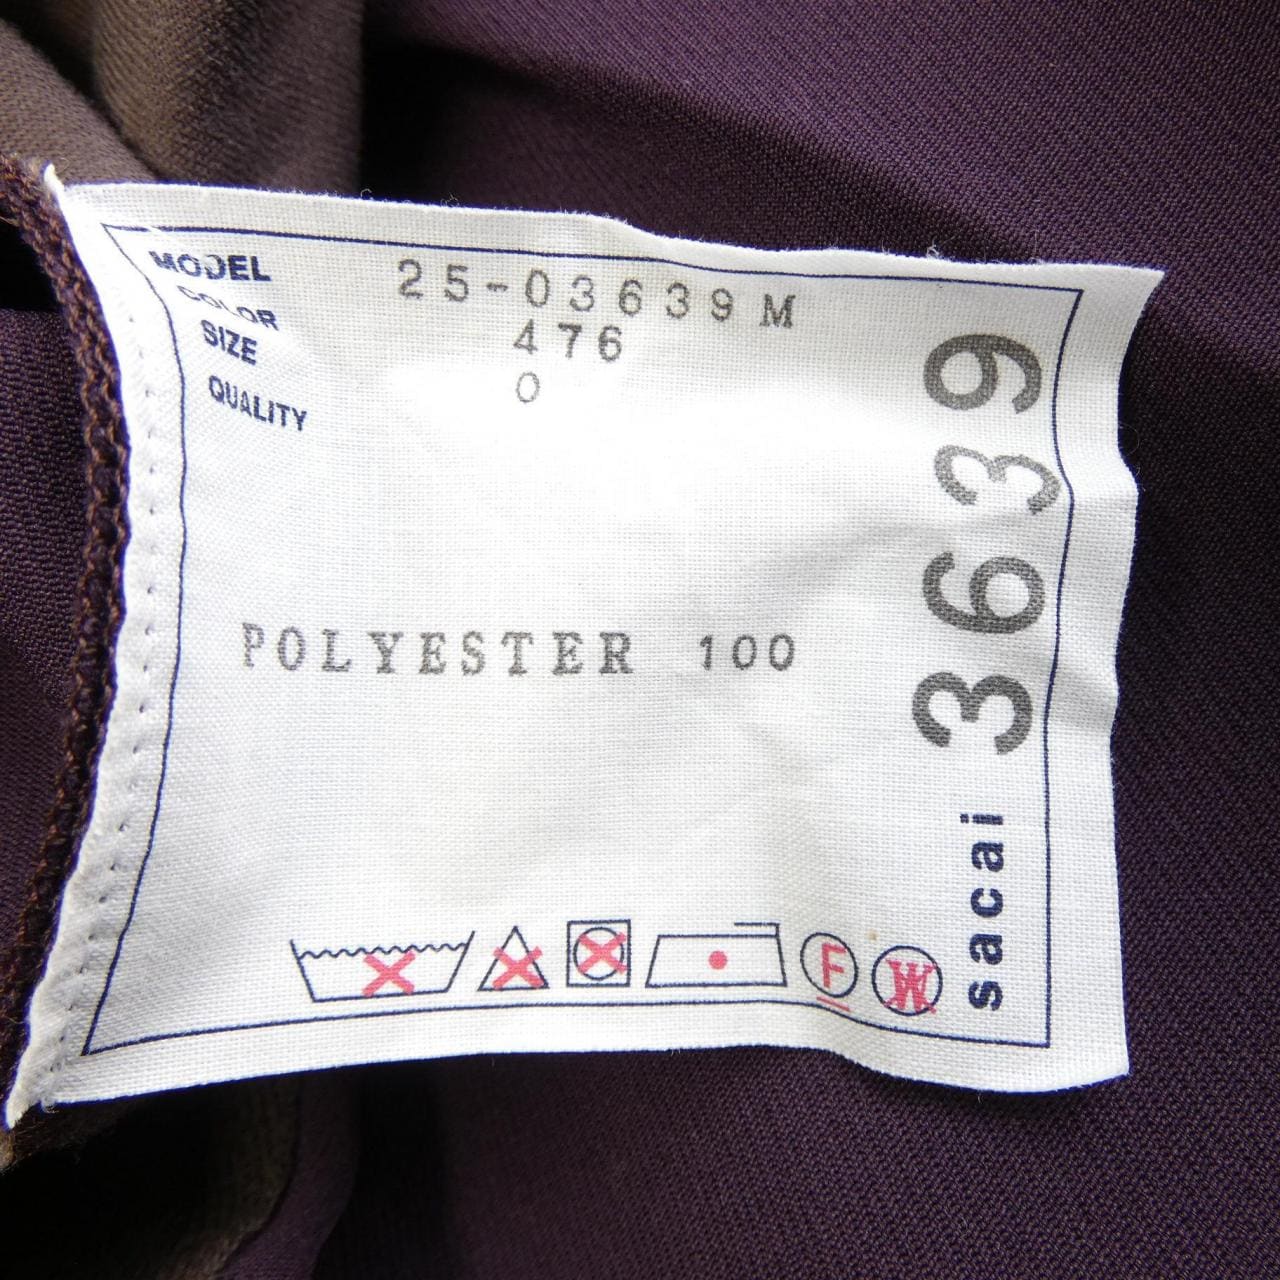 MODEL 25-03639M
COLOR 476
SIZE 0
QUALITY
POLYESTER 100
F W
sacai 3639